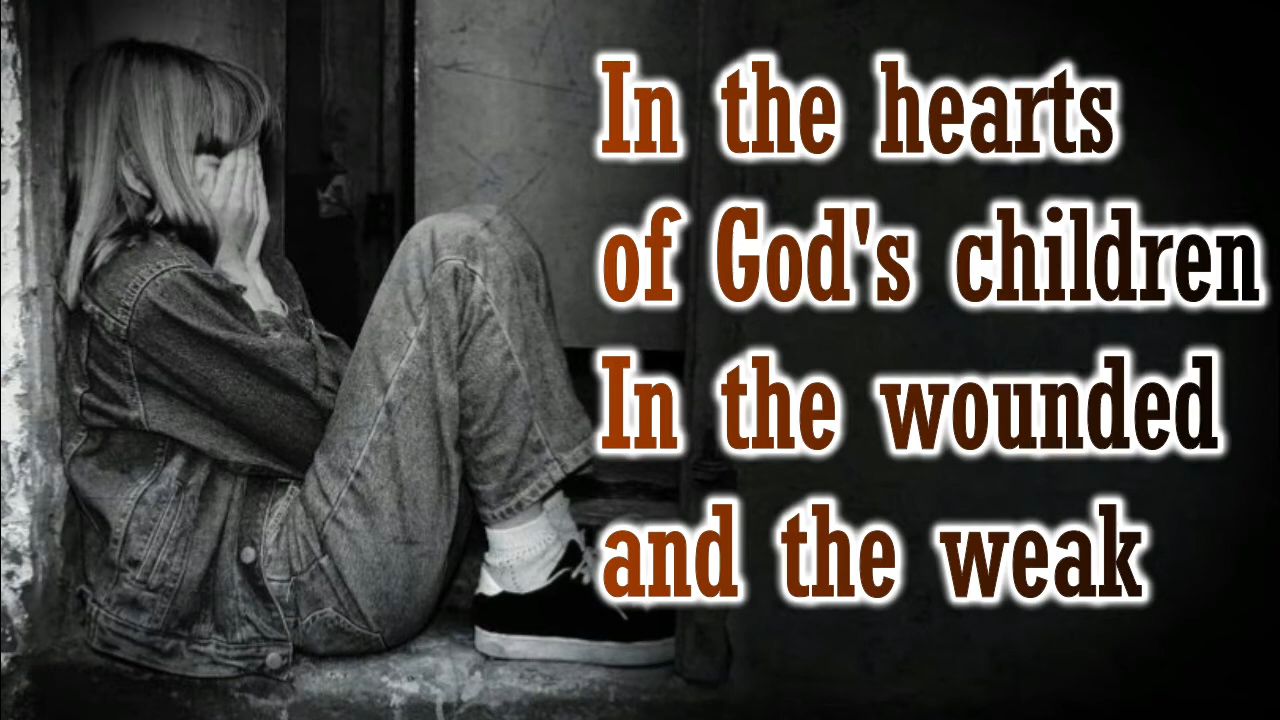 In the hearts
of God's children
In the wounded
and the weak